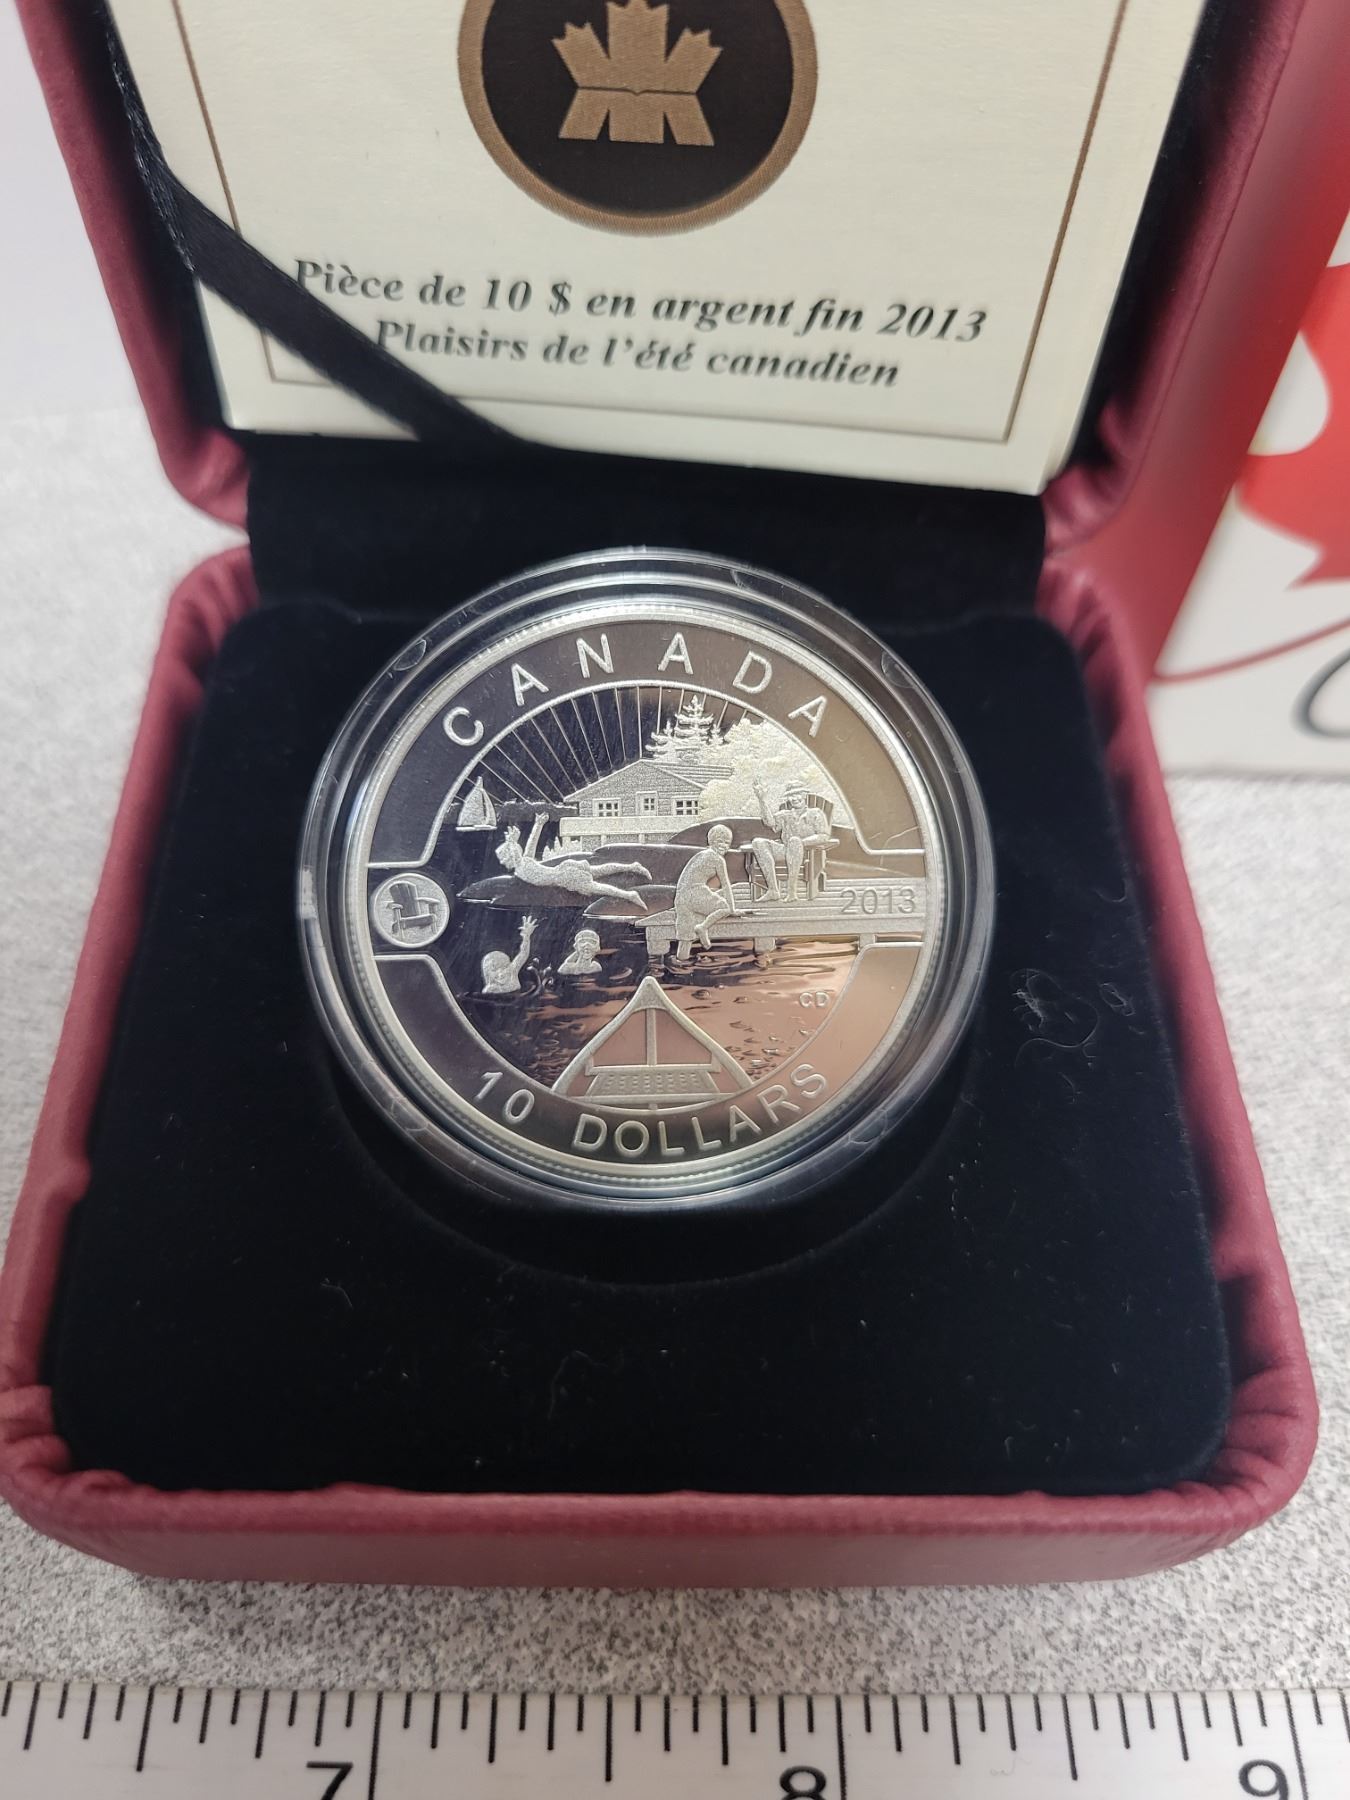 Pièce de 10 $ en argent fin 2013
Plaisirs de l'été canadien
CANADA
2013
CD
10 DOLLARS
7
8
9